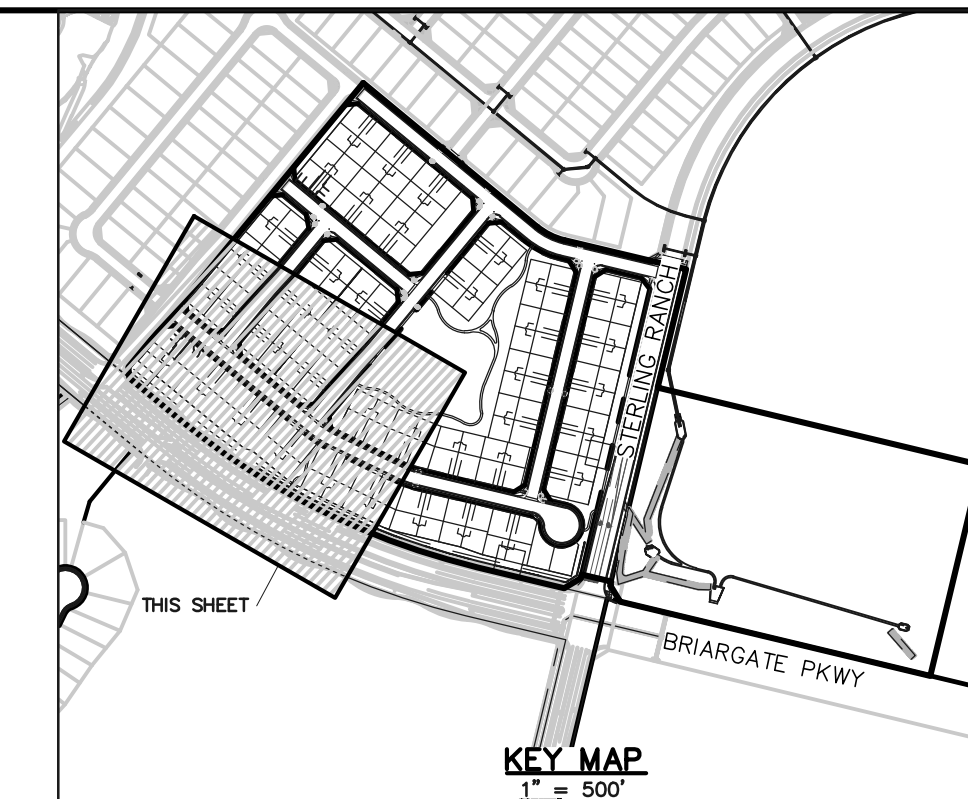 STERLING RANCH
THIS SHEET
BRIARGATE PKWY
KEY MAP
1" = 500'